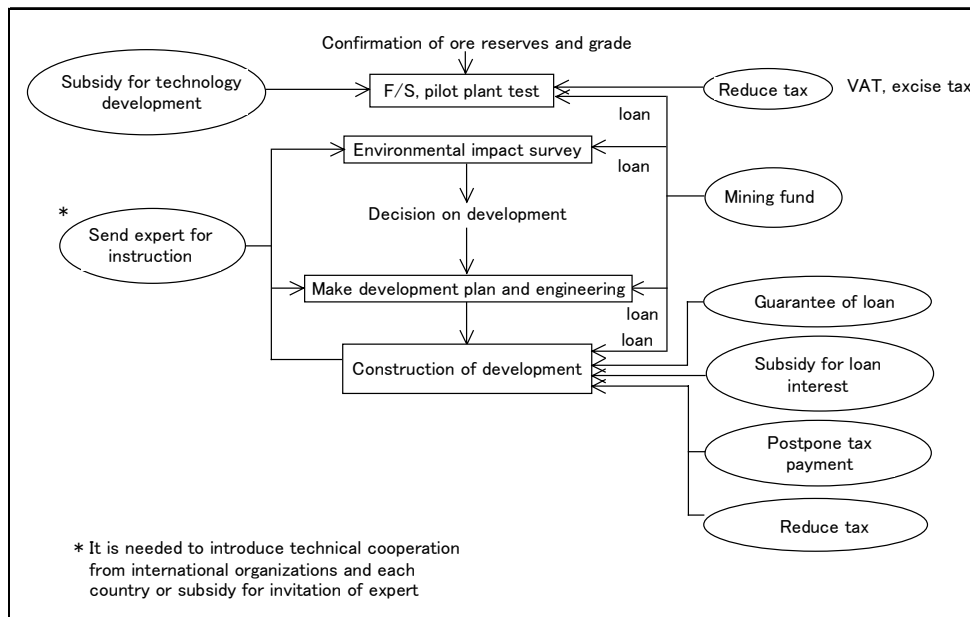 Confirmation of ore reserves and grade
Subsidy for technology
development
F/S, pilot plant test
Reduce tax
VAT, excise tax
loan
Environmental impact survey
loan
Mining fund
Decision on development
*
Send expert for
instruction
Make development plan and engineering
Guarantee of loan
loan
loan
Construction of development
Subsidy for loan
interest
Postpone tax
payment
Reduce tax
* It is needed to introduce technical cooperation
from international organizations and each
country or subsidy for invitation of expert